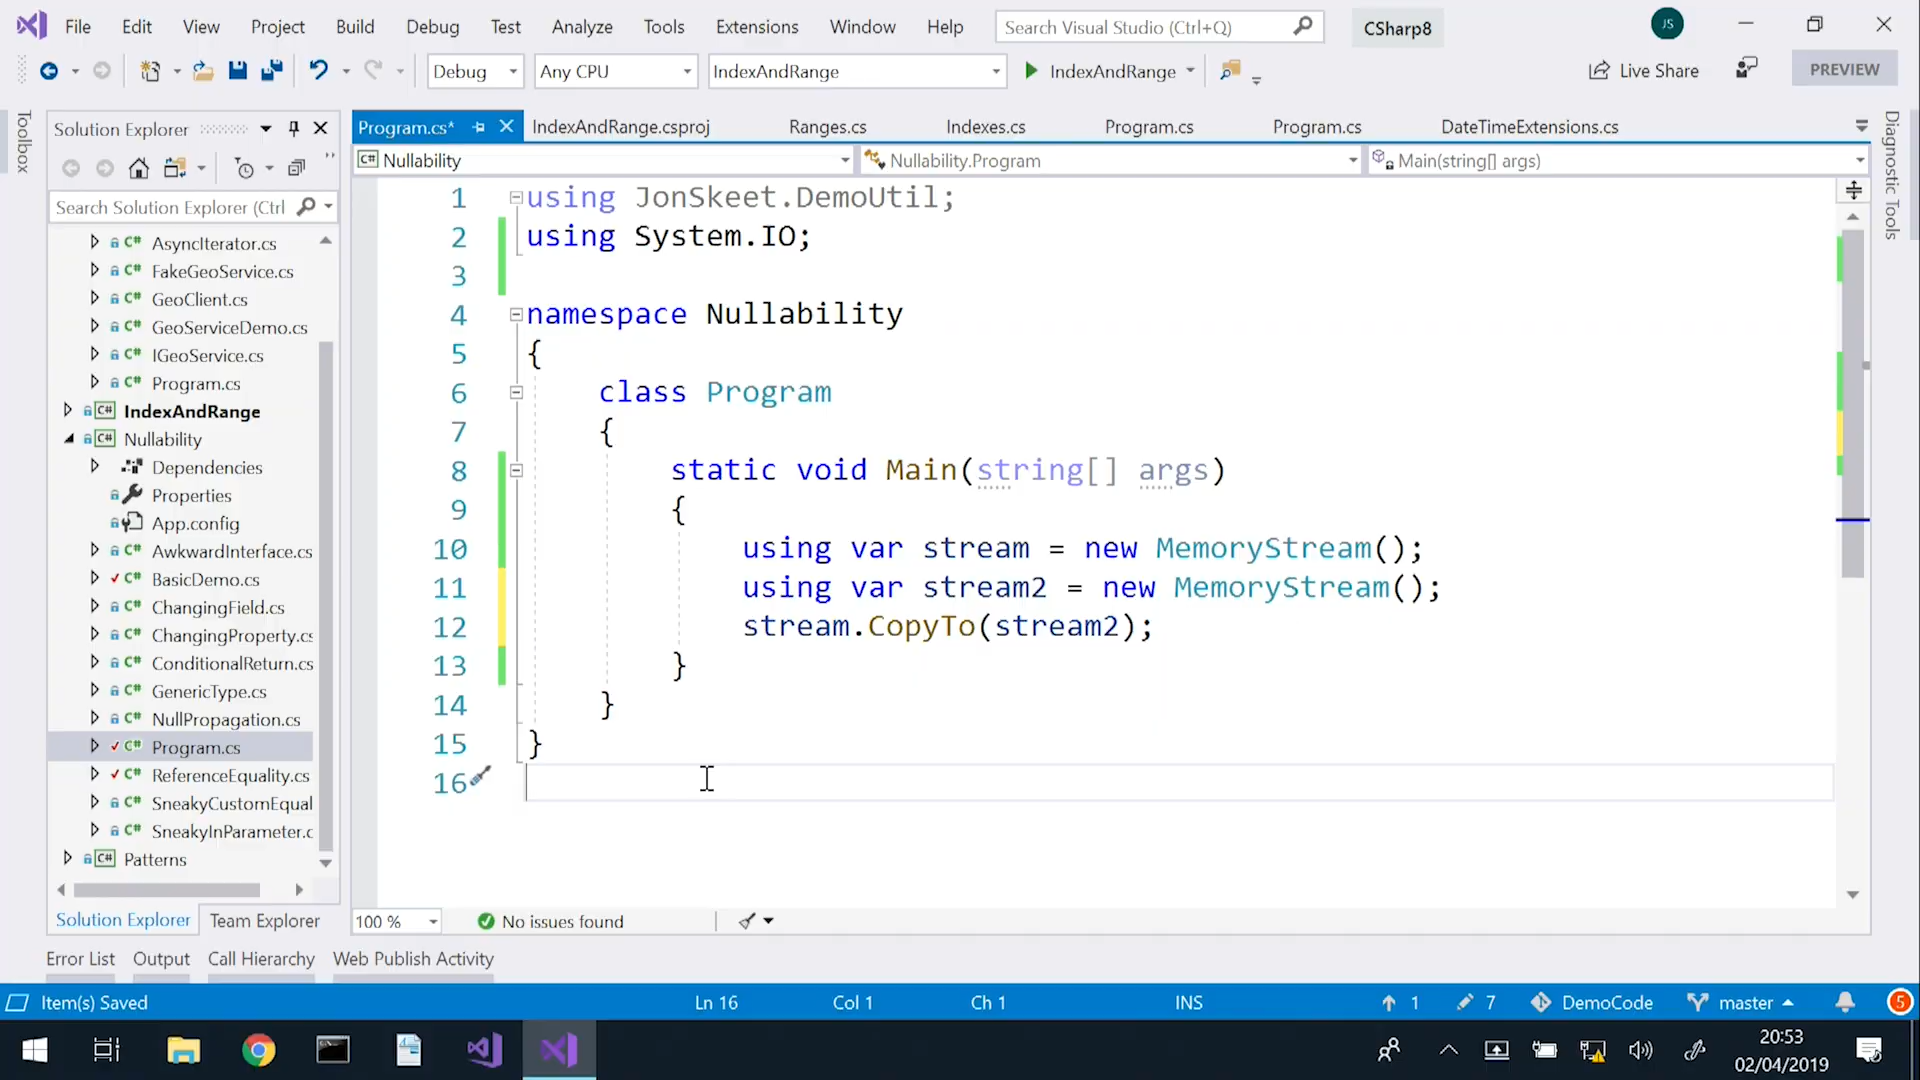 File Edit View Project Build Debug Test Analyze Tools Extensions Window Help Search Visual Studio (Ctrl+Q) CSharp8 JS
Debug Any CPU IndexAndRange IndexAndRange Live Share PREVIEW
Toolbox
Solution Explorer
Search Solution Explorer (Ctrl
AsyncIterator.cs
FakeGeoService.cs
GeoClient.cs
GeoServiceDemo.cs
IGeoService.cs
Program.cs
IndexAndRange
Nullability
Dependencies
Properties
App.config
AwkwardInterface.cs
BasicDemo.cs
ChangingField.cs
ChangingProperty.cs
ConditionalReturn.cs
GenericType.cs
NullPropagation.cs
Program.cs
ReferenceEquality.cs
SneakyCustomEqual
SneakyInParameter.c
Patterns
Solution Explorer Team Explorer
Program.cs* IndexAndRange.csproj Ranges.cs Indexes.cs Program.cs Program.cs DateTimeExtensions.cs
Nullability Nullability.Program Main(string[] args)
1 using JonSkeet.DemoUtil;
2 using System.IO;
3
4 namespace Nullability
5 {
6 class Program
7 {
8 static void Main(string[] args)
9 {
10 using var stream = new MemoryStream();
11 using var stream2 = new MemoryStream();
12 stream.CopyTo(stream2);
13 }
14 }
15 }
16
100 % No issues found
Diagnostic Tools
Error List Output Call Hierarchy Web Publish Activity
Item(s) Saved Ln 16 Col 1 Ch 1 INS 1 7 DemoCode master 5
20:53
02/04/2019